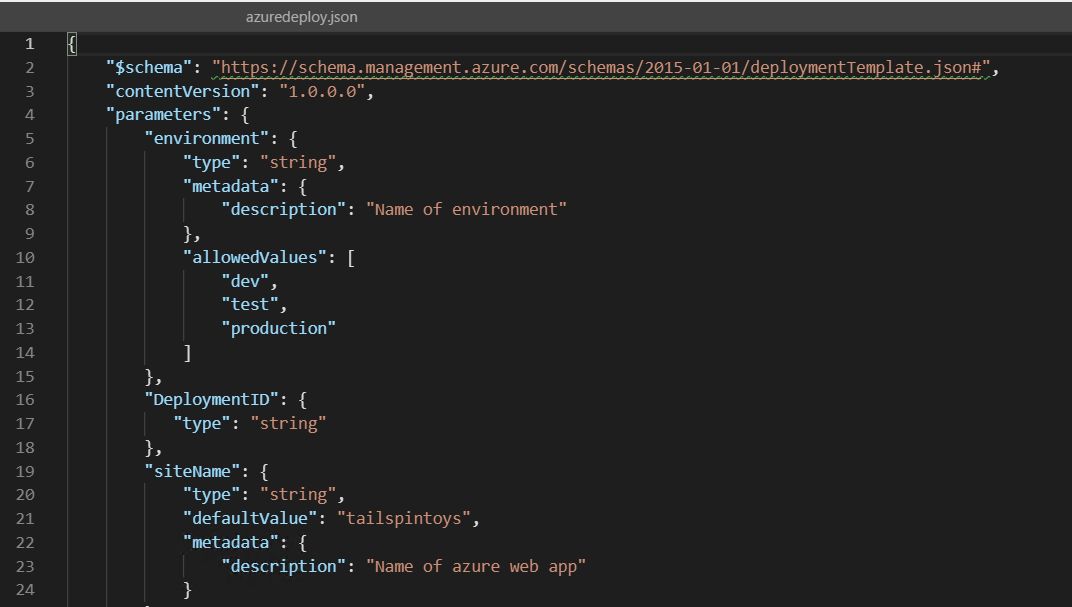 azuredeploy.json
1 {
2 "$schema": "https://schema.management.azure.com/schemas/2015-01-01/deploymentTemplate.json#",
3 "contentVersion": "1.0.0.0",
4 "parameters": {
5 "environment": {
6 "type": "string",
7 "metadata": {
8 "description": "Name of environment"
9 },
10 "allowedValues": [
11 "dev",
12 "test",
13 "production"
14 ]
15 },
16 "DeploymentID": {
17 "type": "string"
18 },
19 "siteName": {
20 "type": "string",
21 "defaultValue": "tailspintoys",
22 "metadata": {
23 "description": "Name of azure web app"
24 }